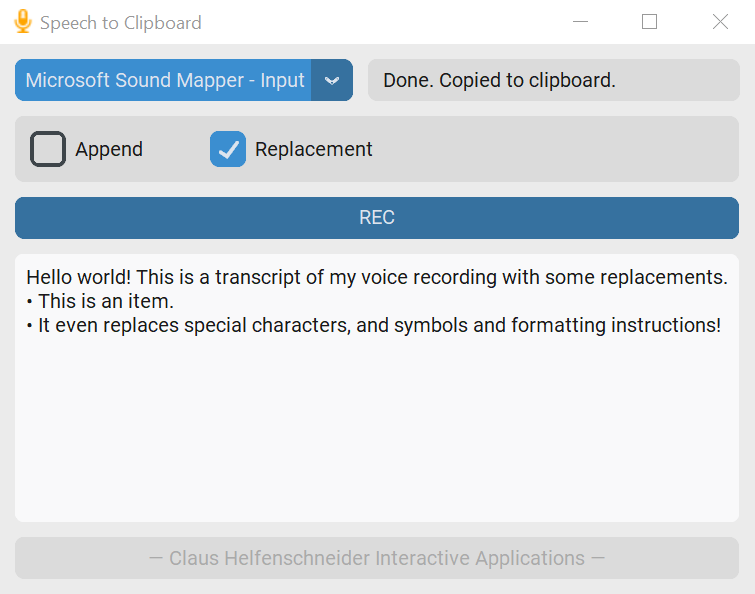 Speech to Clipboard
Microsoft Sound Mapper - Input
Done. Copied to clipboard.
Append
Replacement
REC
Hello world! This is a transcript of my voice recording with some replacements.
• This is an item.
• It even replaces special characters, and symbols and formatting instructions!
— Claus Helfenschneider Interactive Applications —